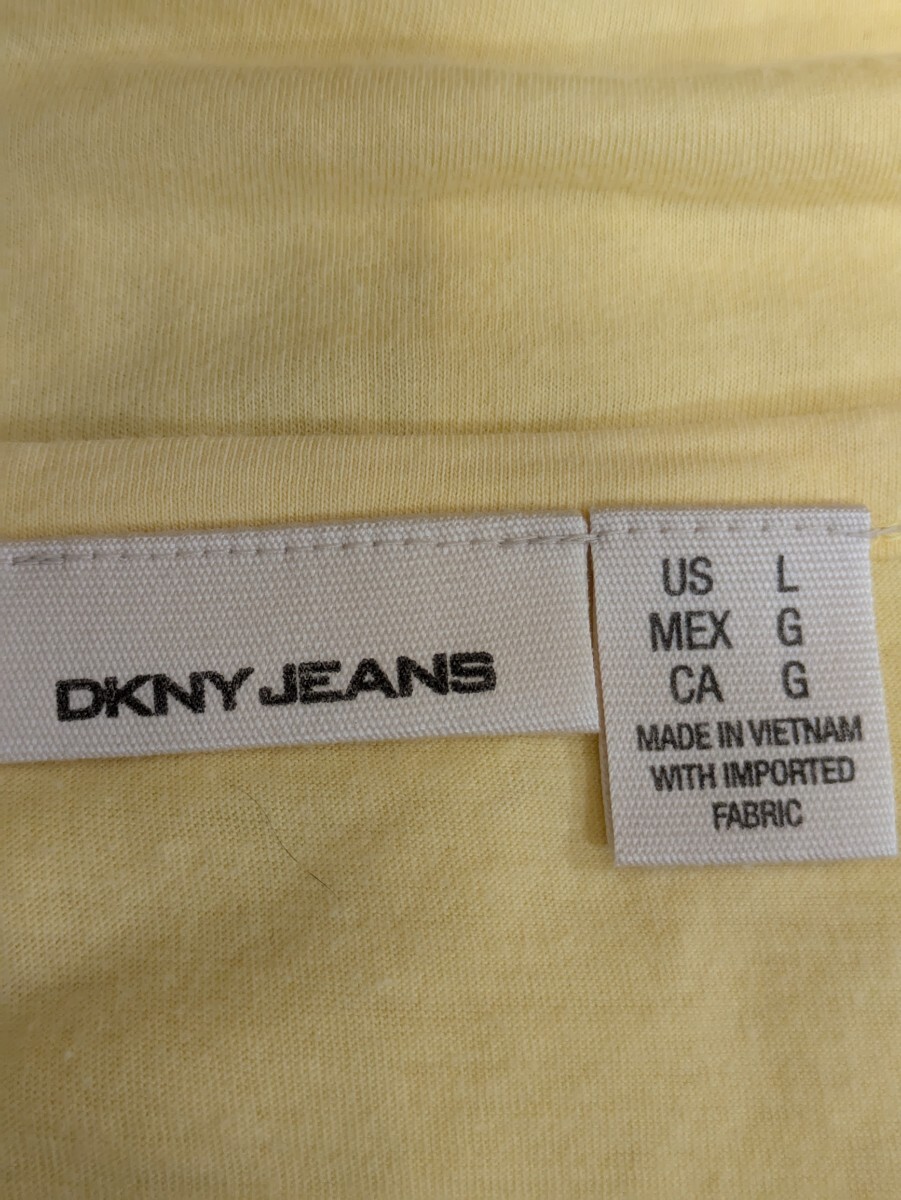 DKNY JEANS
US L
MEX G
CA G
MADE IN VIETNAM
WITH IMPORTED
FABRIC